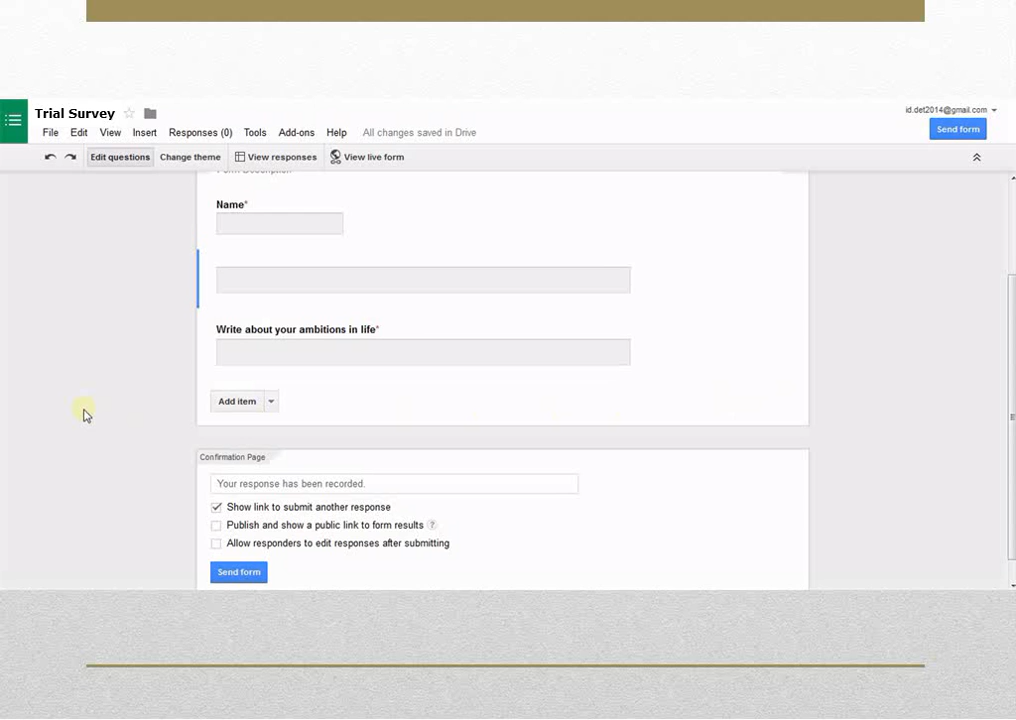 Trial Survey
id.det2014@gmail.com
File Edit View Insert Responses (0) Tools Add-ons Help All changes saved in Drive
Send form
Edit questions Change theme View responses View live form
Form Description
Name*
Write about your ambitions in life*
Add item
Confirmation Page
Your response has been recorded.
Show link to submit another response
Publish and show a public link to form results ?
Allow responders to edit responses after submitting
Send form